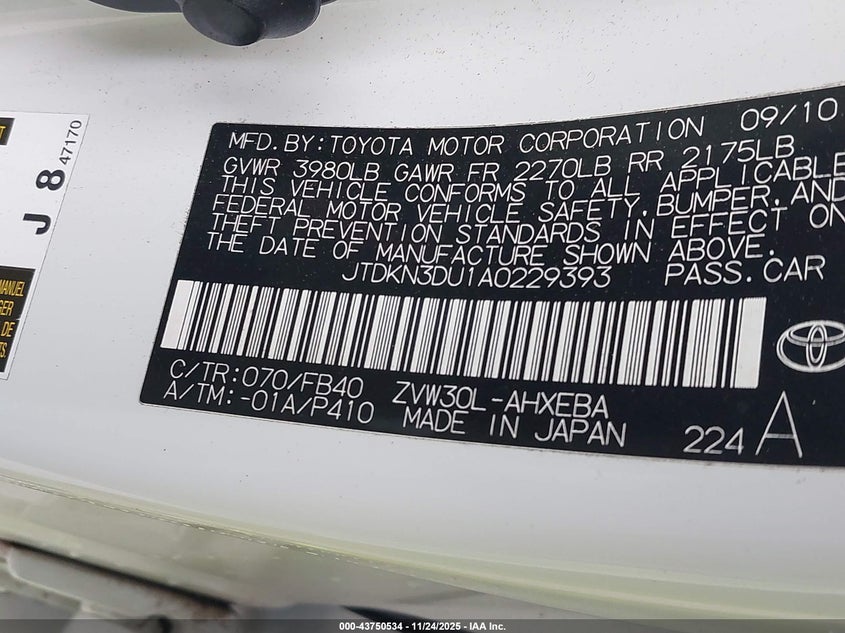 MFD.BY:TOYOTA MOTOR CORPORATION 09/10
GVWR 3980LB GAWR FR 2270LB RR 2175LB
THIS VEHICLE CONFORMS TO ALL APPLICABLE
FEDERAL MOTOR VEHICLE SAFETY,BUMPER,AND
THEFT PREVENTION STANDARDS IN EFFECT ON
THE DATE OF MANUFACTURE SHOWN ABOVE.
JTDKN3DU1A0229393 PASS.CAR
C/TR:070/FB40 ZVW30L-AHXEBA
A/TM:-01A/P410 MADE IN JAPAN 224 A
J 8 47170
MANUEL
DE
000-43750534 - 11/24/2025 - IAA Inc.